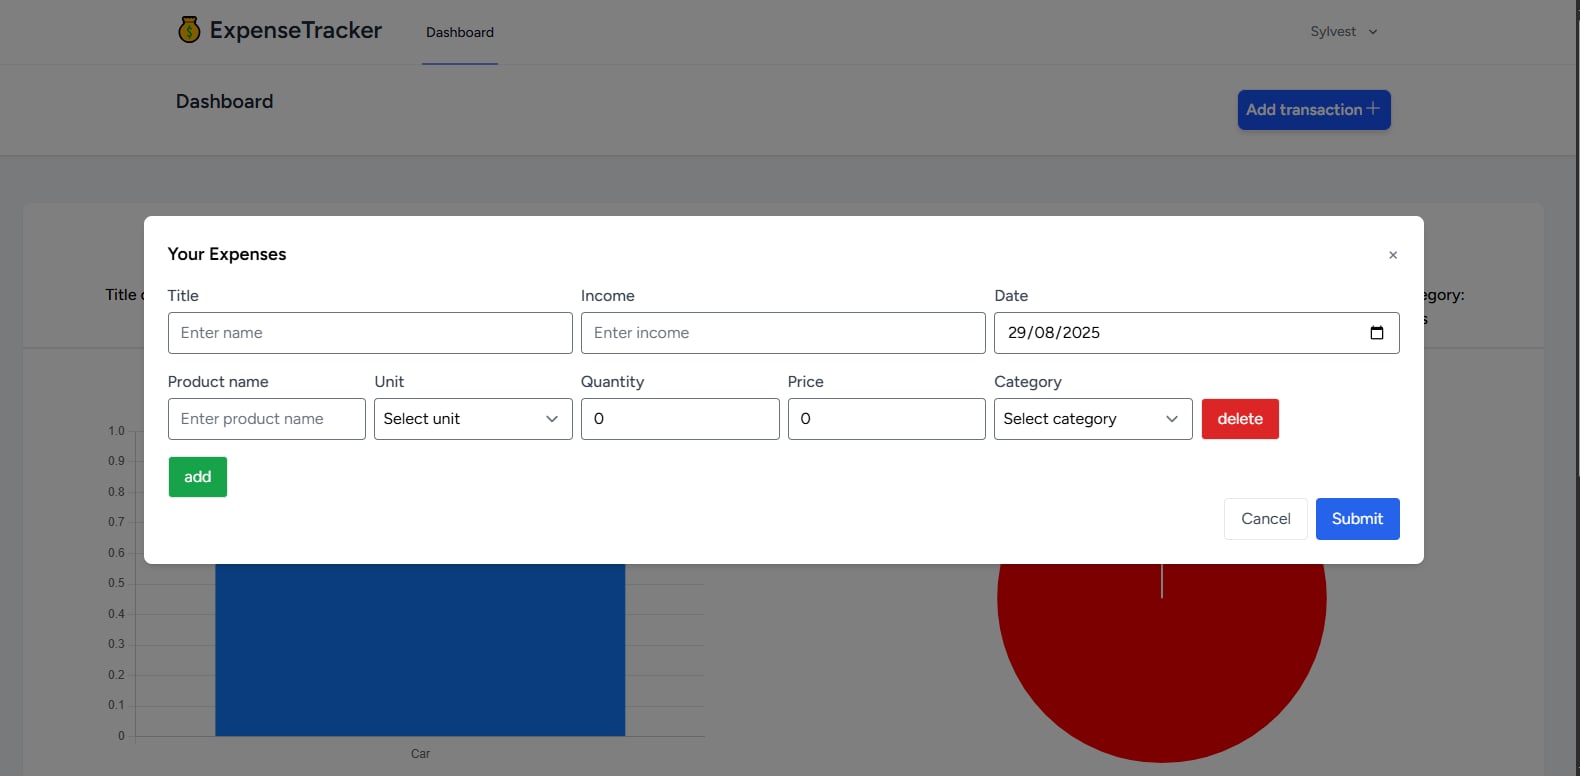 ExpenseTracker
Dashboard
Sylvest
Dashboard
Add transaction
Your Expenses
×
Title
Title
Income
Date
Enter name
Enter income
29/08/2025
Product name
Unit
Quantity
Price
Category
Enter product name
Select unit
0
0
Select category
delete
add
Cancel
Submit
1.0
0.9
0.8
0.7
0.6
0.5
0.4
0.3
0.2
0.1
0
Car